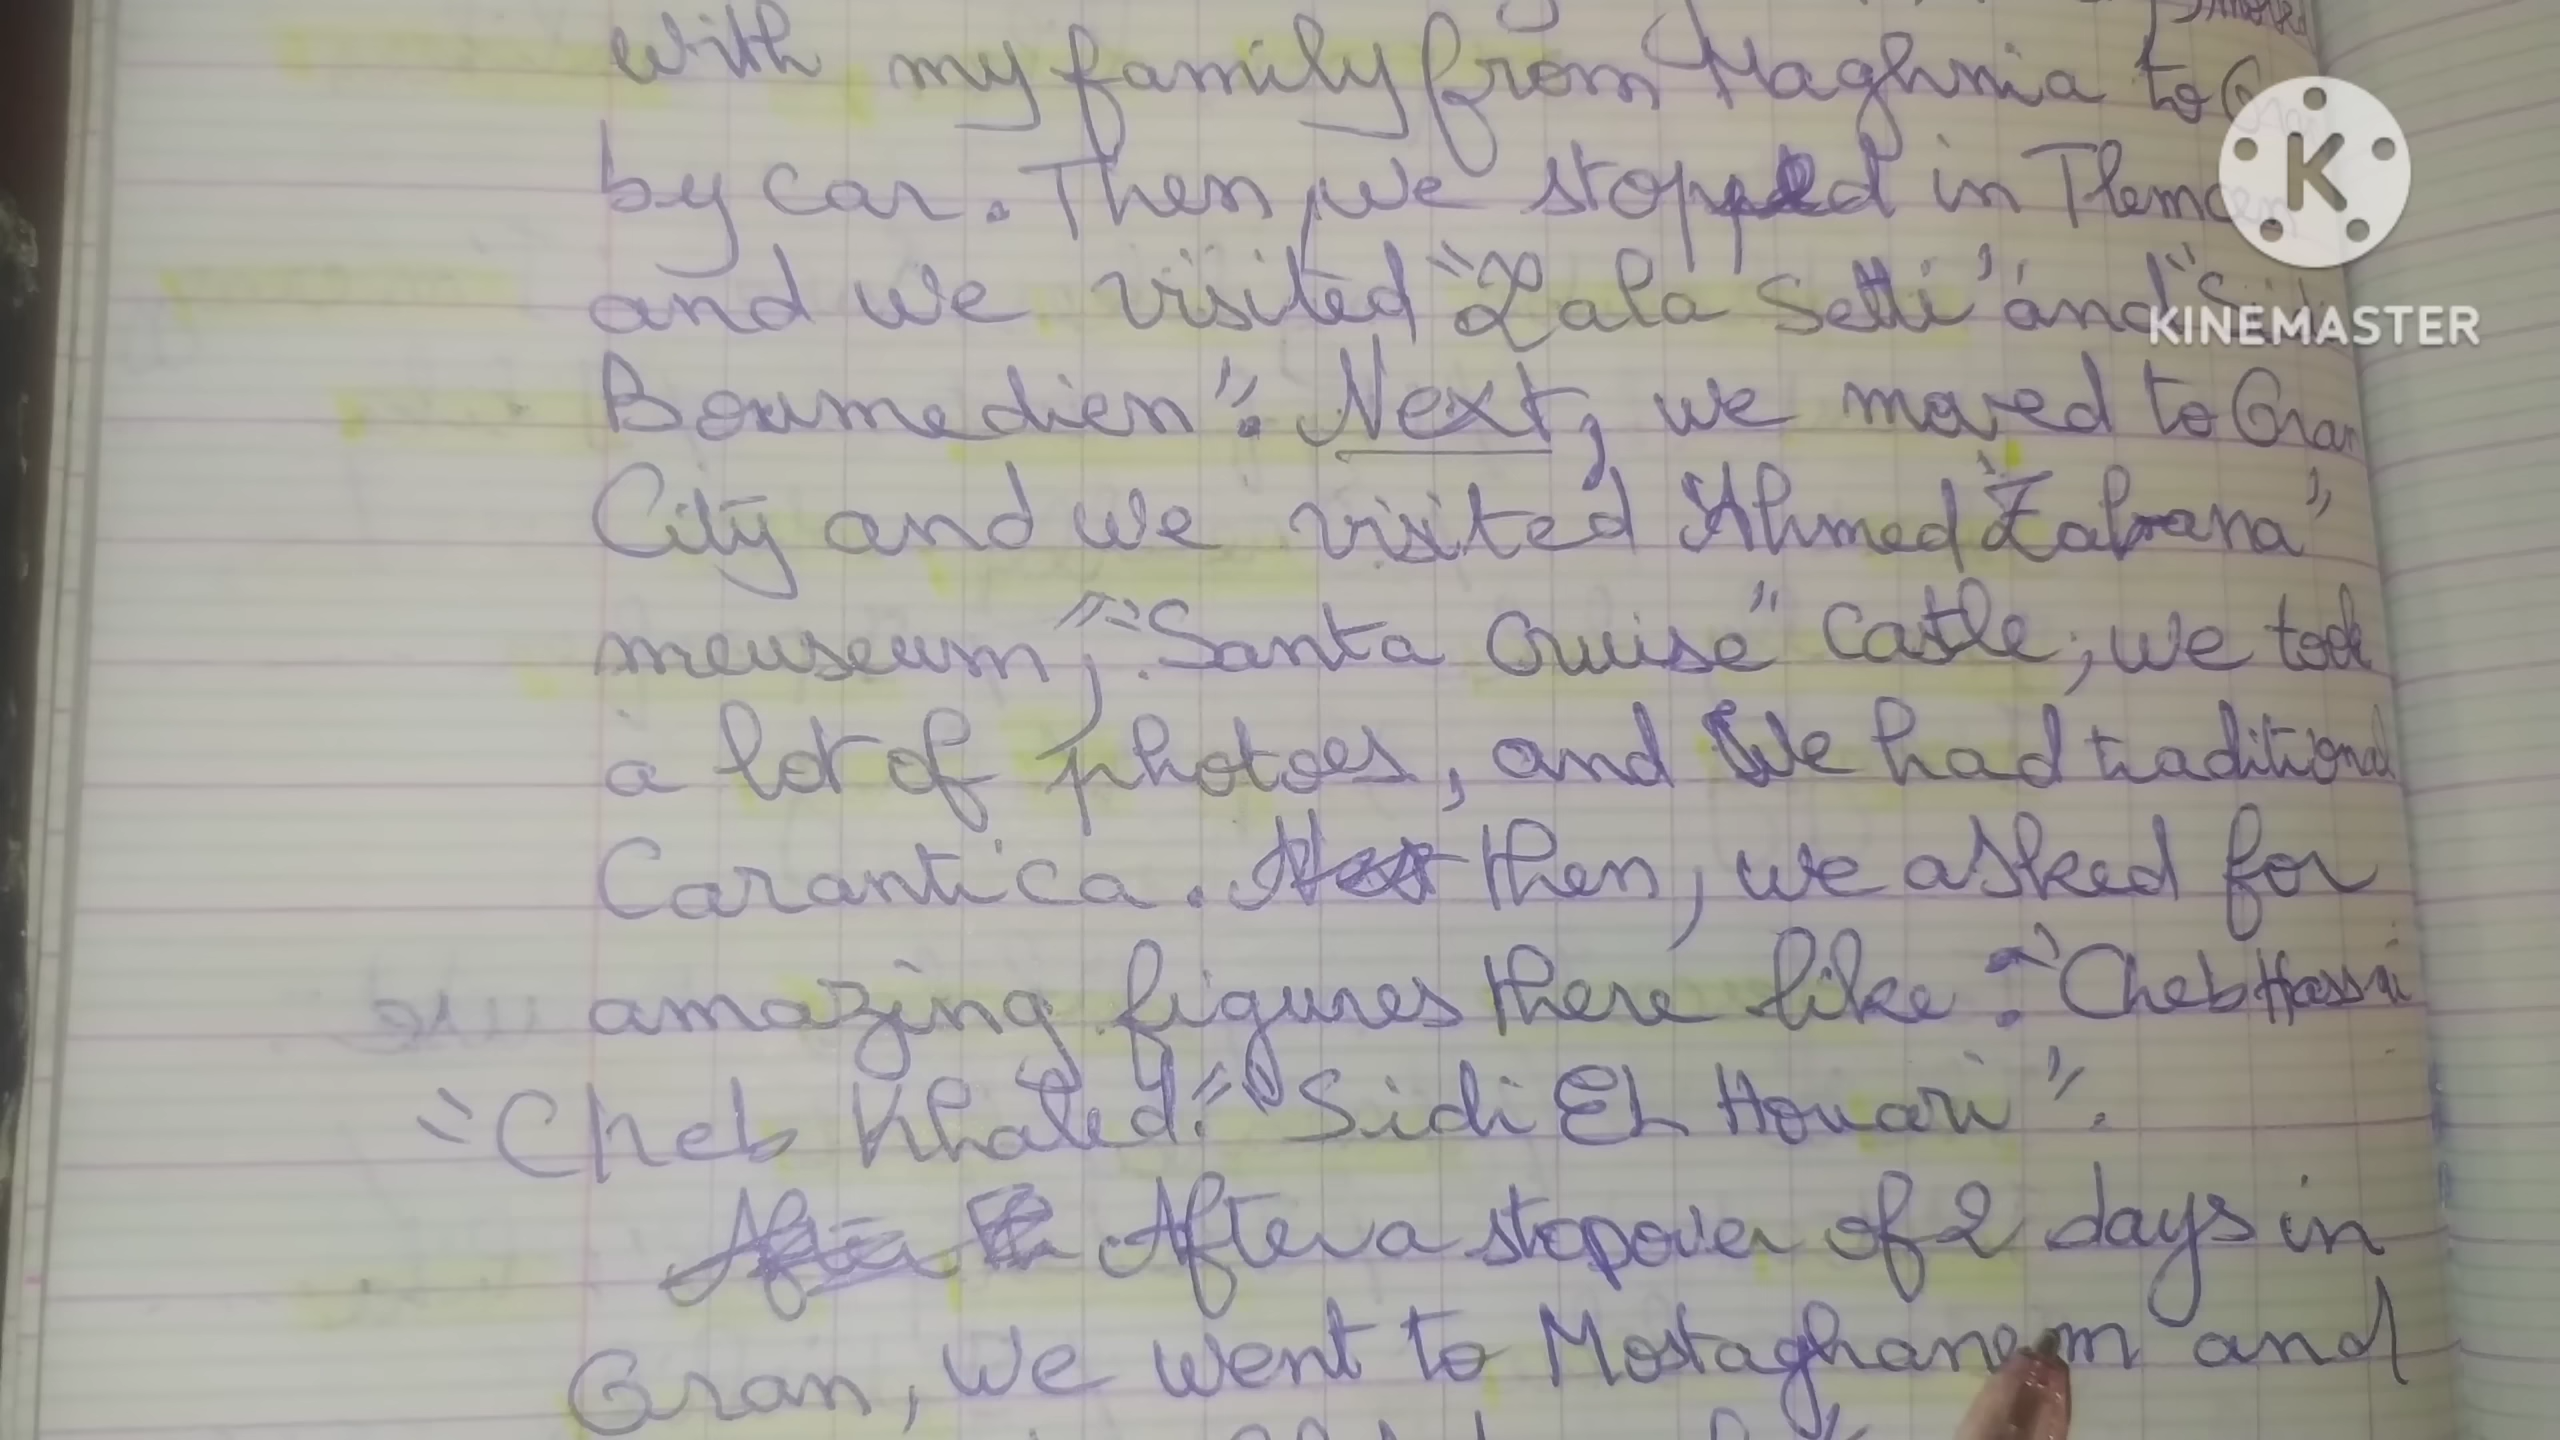 with my family from Maghnia to
by car. Then, we stopped in Tlemcen
and we visited "Lala Setti" and "Sidi
Boumedien". Next, we moved to Oran
City and we visited Ahmed "Zabana"
meuseum, "Santa Cruise" Castle; we took
a lot of photoes, and we had traditional
Carantica. then, we asked for
amazing figures there like: "Cheb Hassni
"Cheb Khaled" "Sidi EL Houari".
After a stopover of 2 days in
Oran, we went to Mostaghanem and
K
KINEMASTER